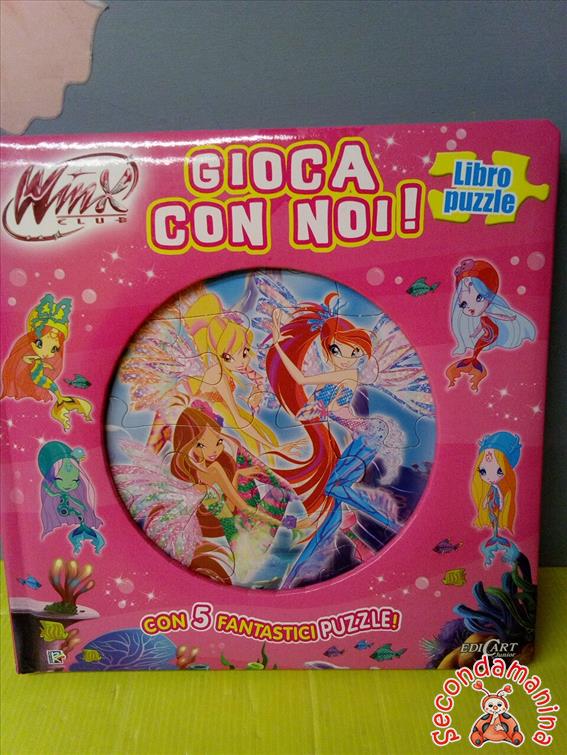 Winx
CLUB
GIOCA
CON NOI!
Libro
puzzle
CON 5 FANTASTICI PUZZLE!
EDICART
Junior
Secondamanina